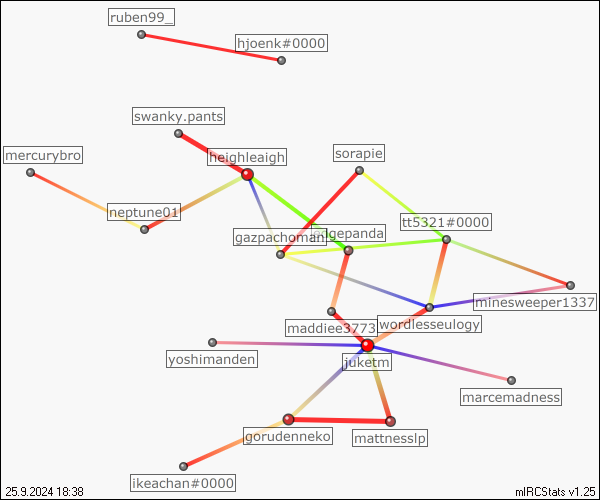 ruben99_
hjoenk#0000
swanky.pants
mercurybro
heighleaigh
sorapie
neptune01
gazpachoman
tt5321#0000
minesweeper1337
maddiee3773
wordlesseulogy
yoshimanden
juketm
marcemadness
gorudenneko
mattnesslp
ikeachan#0000
25.9.2024 18:38
mIRCStats v1.25